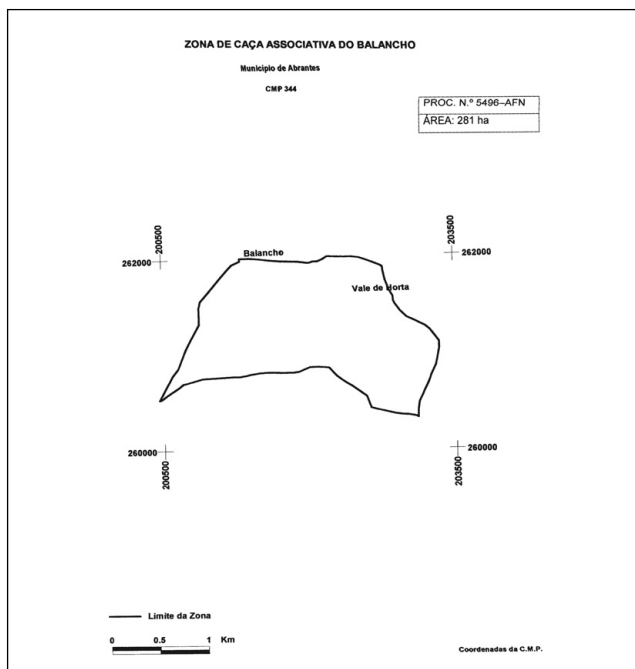 ZONA DE CAÇA ASSOCIATIVA DO BALANCHO
Município de Abrantes
CMP 344
PROC. N.º 5496–AFN
ÁREA: 281 ha
200500
203500
262000
262000
Balancho
Vale de Horta
260000
260000
200500
203500
Limite da Zona
0 0.5 1 Km
Coordenadas da C.M.P.